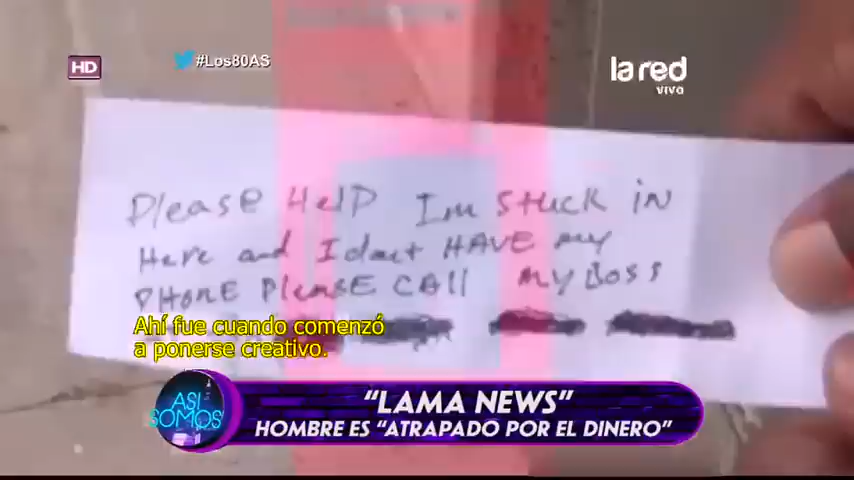 HD
#Los80AS
la red
vivo
Please Help Im stuck in
Here and I dont HAVE my
PHONE Please CALL my Boss
Ahí fue cuando comenzó
a ponerse creativo.
ASI
SOMOS
“LAMA NEWS”
HOMBRE ES “ATRAPADO POR EL DINERO”